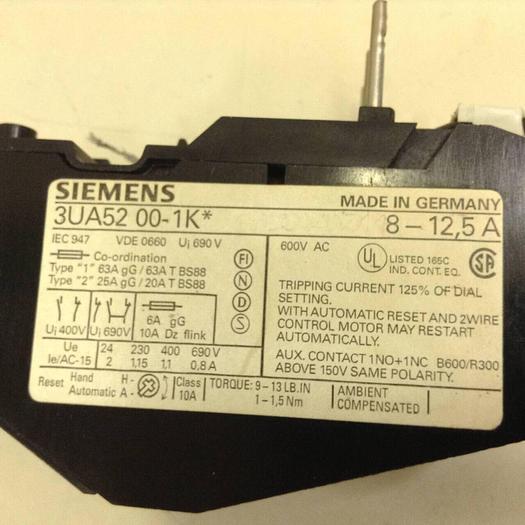 SIEMENS
MADE IN GERMANY
3UA52 00-1K*
8 – 12,5 A
IEC 947 VDE 0660 Ui 690 V
Co-ordination
Type "1" 63A gG / 63A T BS88
Type "2" 25A gG / 20A T BS88
FI
N
D
S
Ui 400V
Ui 690V
6A gG
10A Dz flink
Ue 24 230 400 690 V
Ie/AC-15 2 1,15 1,1 0,8 A
Reset Hand H -
Automatic A -
Class
10A
600V AC
UL LISTED 165C
IND. CONT. EQ.
SA
TRIPPING CURRENT 125% OF DIAL
SETTING.
WITH AUTOMATIC RESET AND 2WIRE
CONTROL MOTOR MAY RESTART
AUTOMATICALLY.
AUX. CONTACT 1NO+1NC B600/R300
ABOVE 150V SAME POLARITY.
TORQUE: 9 – 13 LB.IN
1 – 1,5 Nm
AMBIENT
COMPENSATED